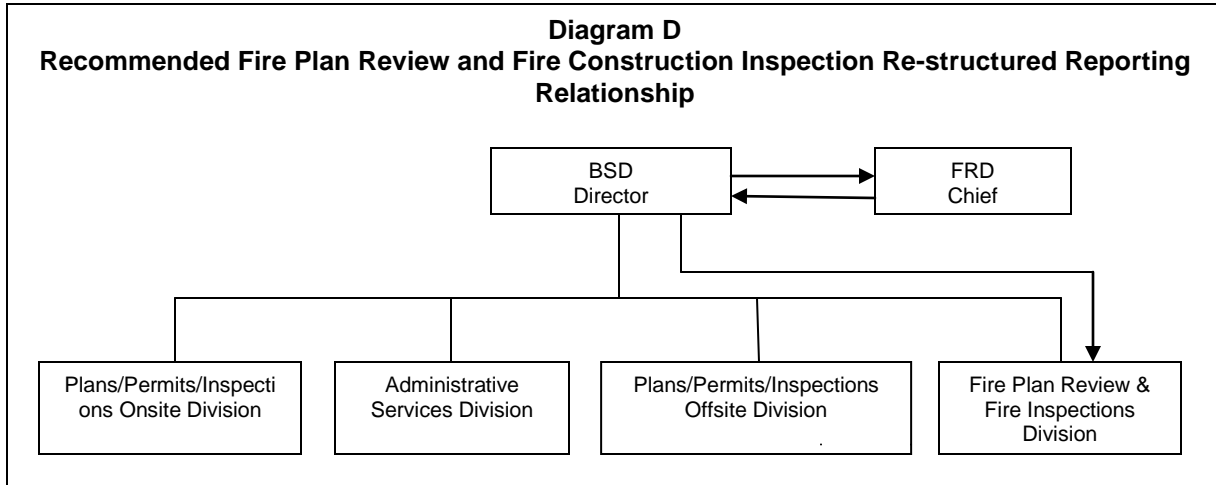 Diagram D
Recommended Fire Plan Review and Fire Construction Inspection Re-structured Reporting
Relationship
BSD
Director
FRD
Chief
Plans/Permits/Inspecti
ons Onsite Division
Administrative
Services Division
Plans/Permits/Inspections
Offsite Division
.
Fire Plan Review &
Fire Inspections
Division